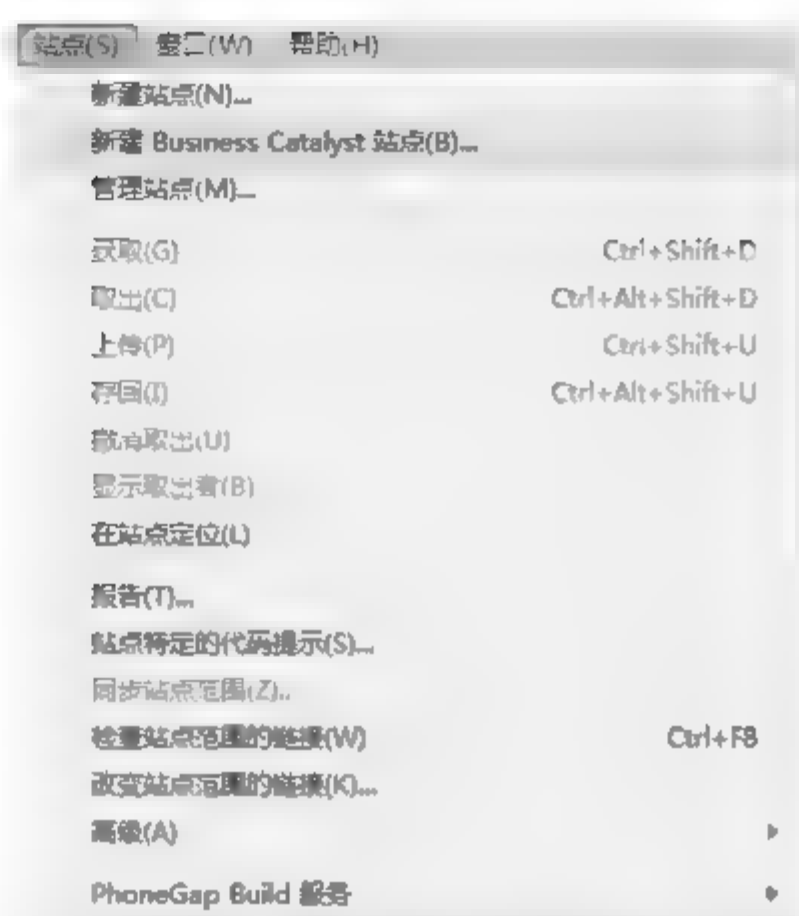 站点(S) 窗口(W) 帮助(H)
新建站点(N)...
新建 Business Catalyst 站点(B)...
管理站点(M)...
获取(G) Ctrl+Shift+D
取出(C) Ctrl+Alt+Shift+D
上传(P) Ctrl+Shift+U
存回(I) Ctrl+Alt+Shift+U
撤消取出(U)
显示取出者(B)
在站点定位(L)
报告(T)...
站点特定的代码提示(S)...
同步站点范围(Z)...
检查站点范围的链接(W) Ctrl+F8
改变站点范围的链接(K)...
高级(A)
PhoneGap Build 服务